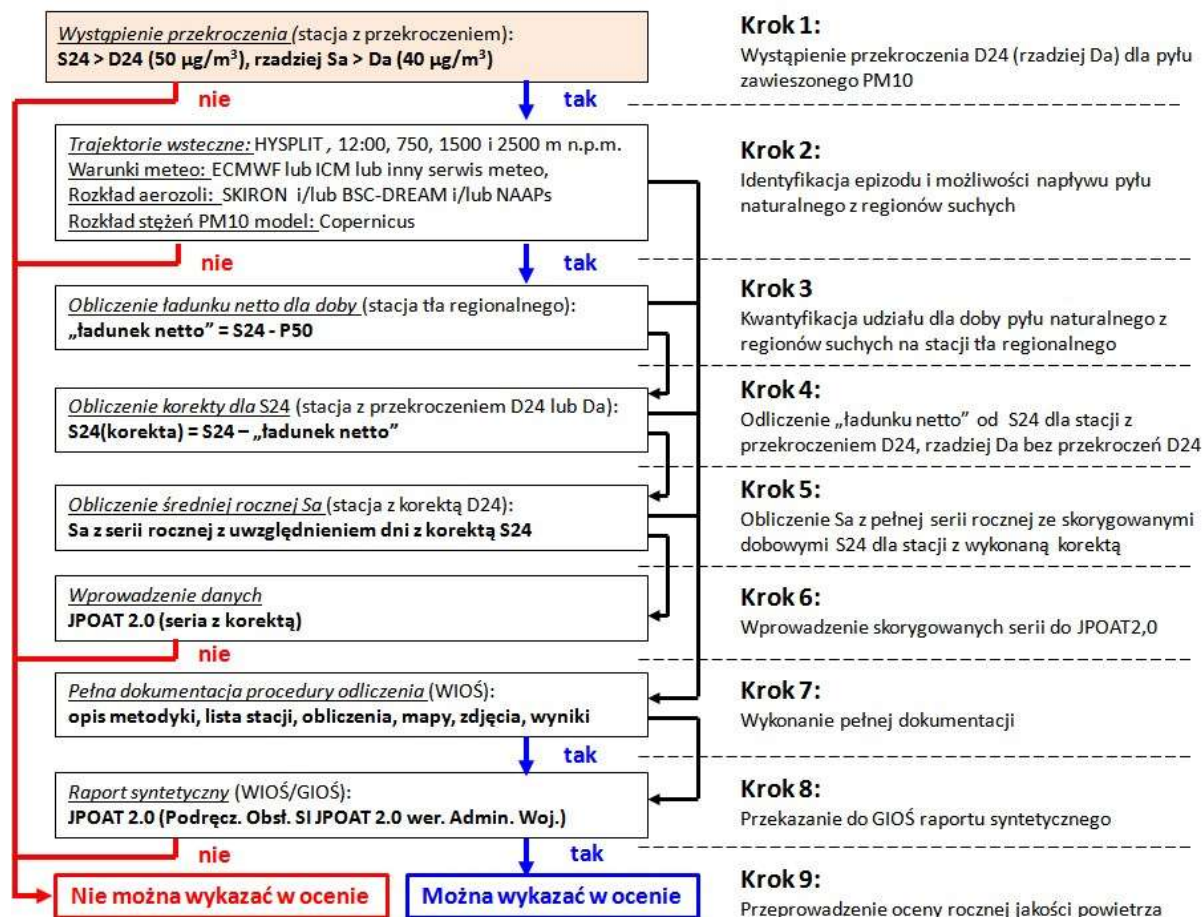 Wystąpienie przekroczenia (stacja z przekroczeniem):
S24 > D24 (50 µg/m³), rzadziej Sa > Da (40 µg/m³)
nie
tak
Krok 1:
Wystąpienie przekroczenia D24 (rzadziej Da) dla pyłu
zawieszonego PM10
Trajektorie wsteczne: HYSPLIT , 12:00, 750, 1500 i 2500 m n.p.m.
Warunki meteo: ECMWF lub ICM lub inny serwis meteo,
Rozkład aerozoli: SKIRON i/lub BSC-DREAM i/lub NAAPs
Rozkład stężeń PM10 model: Copernicus
nie
tak
Krok 2:
Identyfikacja epizodu i możliwości napływu pyłu
naturalnego z regionów suchych
Obliczenie ładunku netto dla doby (stacja tła regionalnego):
„ładunek netto” = S24 - P50
Krok 3
Kwantyfikacja udziału dla doby pyłu naturalnego z
regionów suchych na stacji tła regionalnego
Obliczenie korekty dla S24 (stacja z przekroczeniem D24 lub Da):
S24(korekta) = S24 – „ładunek netto”
Krok 4:
Odliczenie „ładunku netto” od S24 dla stacji z
przekroczeniem D24, rzadziej Da bez przekroczeń D24
Obliczenie średniej rocznej Sa (stacja z korektą D24):
Sa z serii rocznej z uwzględnieniem dni z korektą S24
Krok 5:
Obliczenie Sa z pełnej serii rocznej ze skorygowanymi
dobowymi S24 dla stacji z wykonaną korektą
Wprowadzenie danych
JPOAT 2.0 (seria z korektą)
nie
Krok 6:
Wprowadzenie skorygowanych serii do JPOAT2,0
Pełna dokumentacja procedury odliczenia (WIOŚ):
opis metodyki, lista stacji, obliczenia, mapy, zdjęcia, wyniki
tak
Krok 7:
Wykonanie pełnej dokumentacji
Raport syntetyczny (WIOŚ/GIOŚ):
JPOAT 2.0 (Podręcz. Obsł. SI JPOAT 2.0 wer. Admin. Woj.)
nie
tak
Krok 8:
Przekazanie do GIOŚ raportu syntetycznego
Nie można wykazać w ocenie
Można wykazać w ocenie
Krok 9:
Przeprowadzenie oceny rocznej jakości powietrza